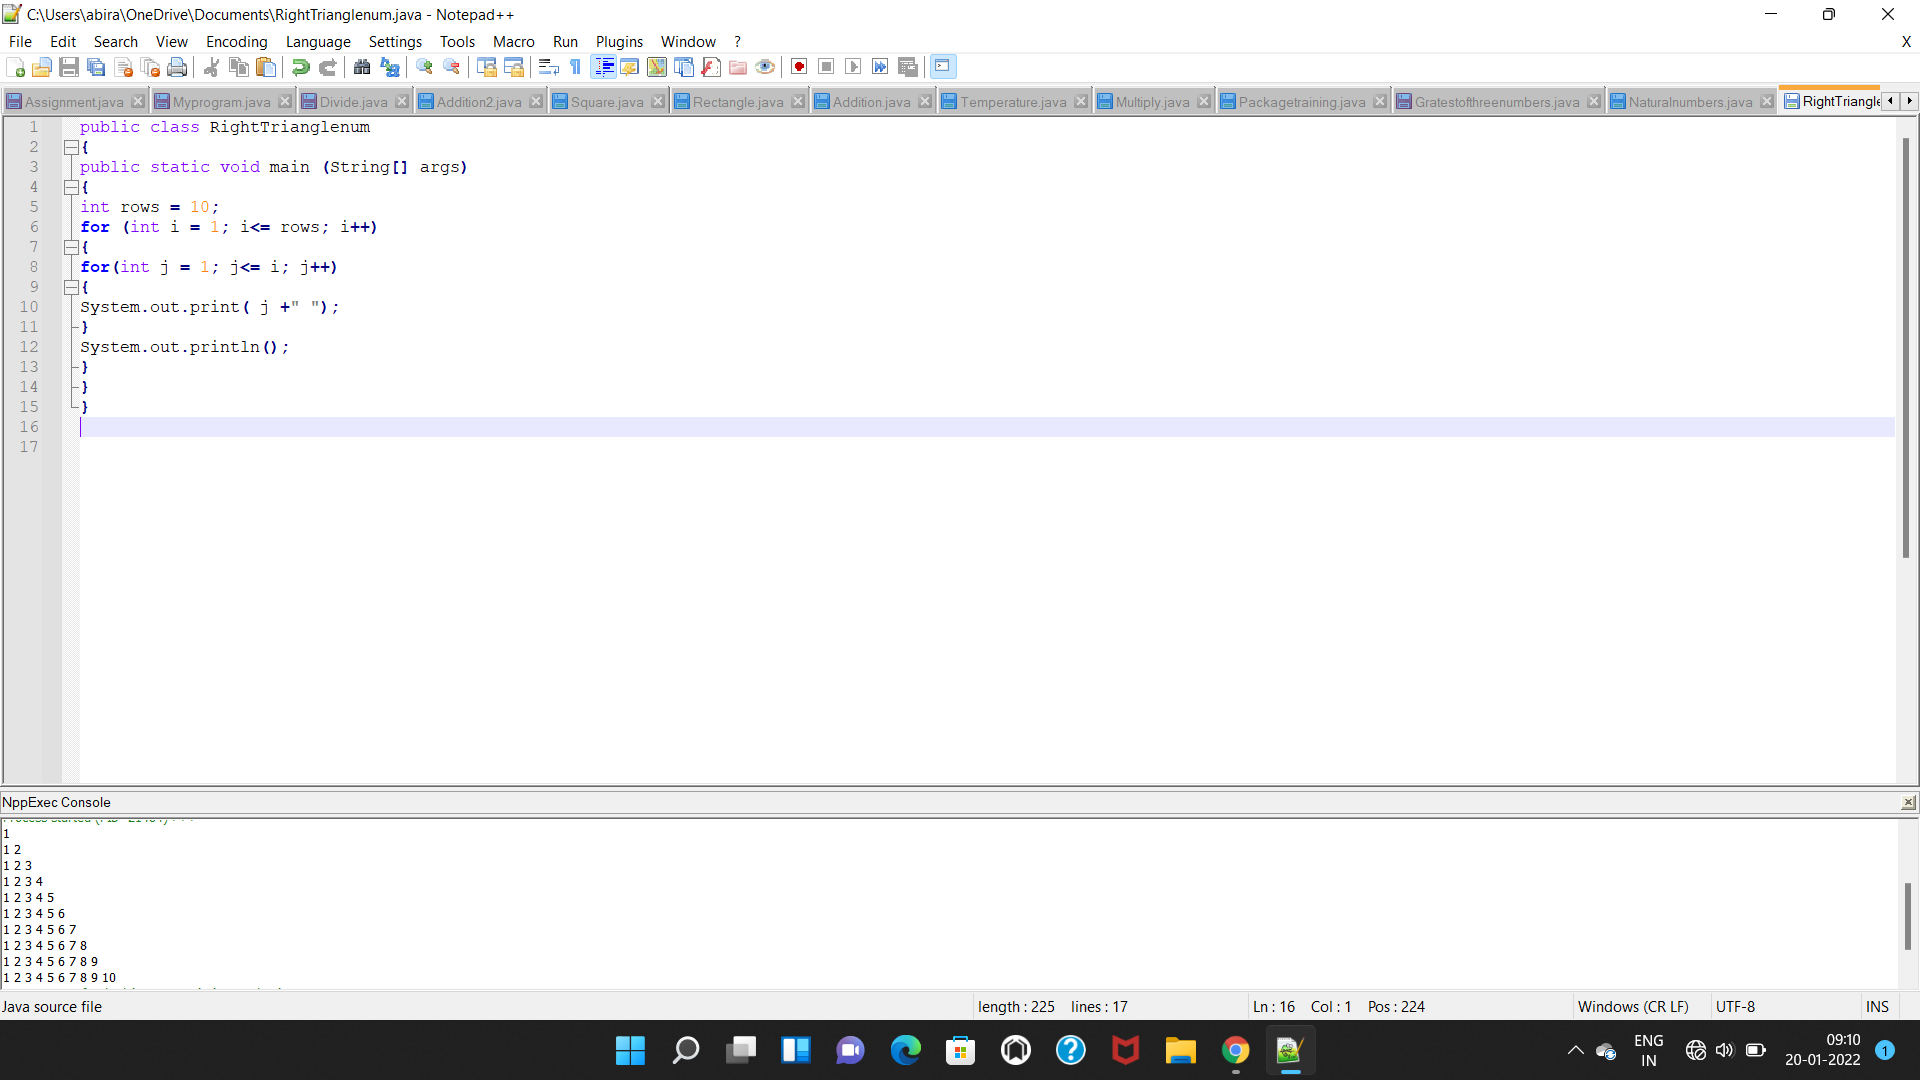 C:\Users\abira\OneDrive\Documents\RightTrianglenum.java - Notepad++
File Edit Search View Encoding Language Settings Tools Macro Run Plugins Window ? X
Assignment.java Myprogram.java Divide.java Addition2.java Square.java Rectangle.java Addition.java Temperature.java Multiply.java Packagetraining.java Gratestofthreenumbers.java Naturalnumbers.java RightTriangle
1 public class RightTrianglenum
2 {
3 public static void main (String[] args)
4 {
5 int rows = 10;
6 for (int i = 1; i<= rows; i++)
7 {
8 for(int j = 1; j<= i; j++)
9 {
10 System.out.print( j +" ");
11 }
12 System.out.println();
13 }
14 }
15 }
16
17
NppExec Console
1
1 2
1 2 3
1 2 3 4
1 2 3 4 5
1 2 3 4 5 6
1 2 3 4 5 6 7
1 2 3 4 5 6 7 8
1 2 3 4 5 6 7 8 9
1 2 3 4 5 6 7 8 9 10
Java source file length : 225 lines : 17 Ln : 16 Col : 1 Pos : 224 Windows (CR LF) UTF-8 INS
ENG
IN
09:10
20-01-2022
1